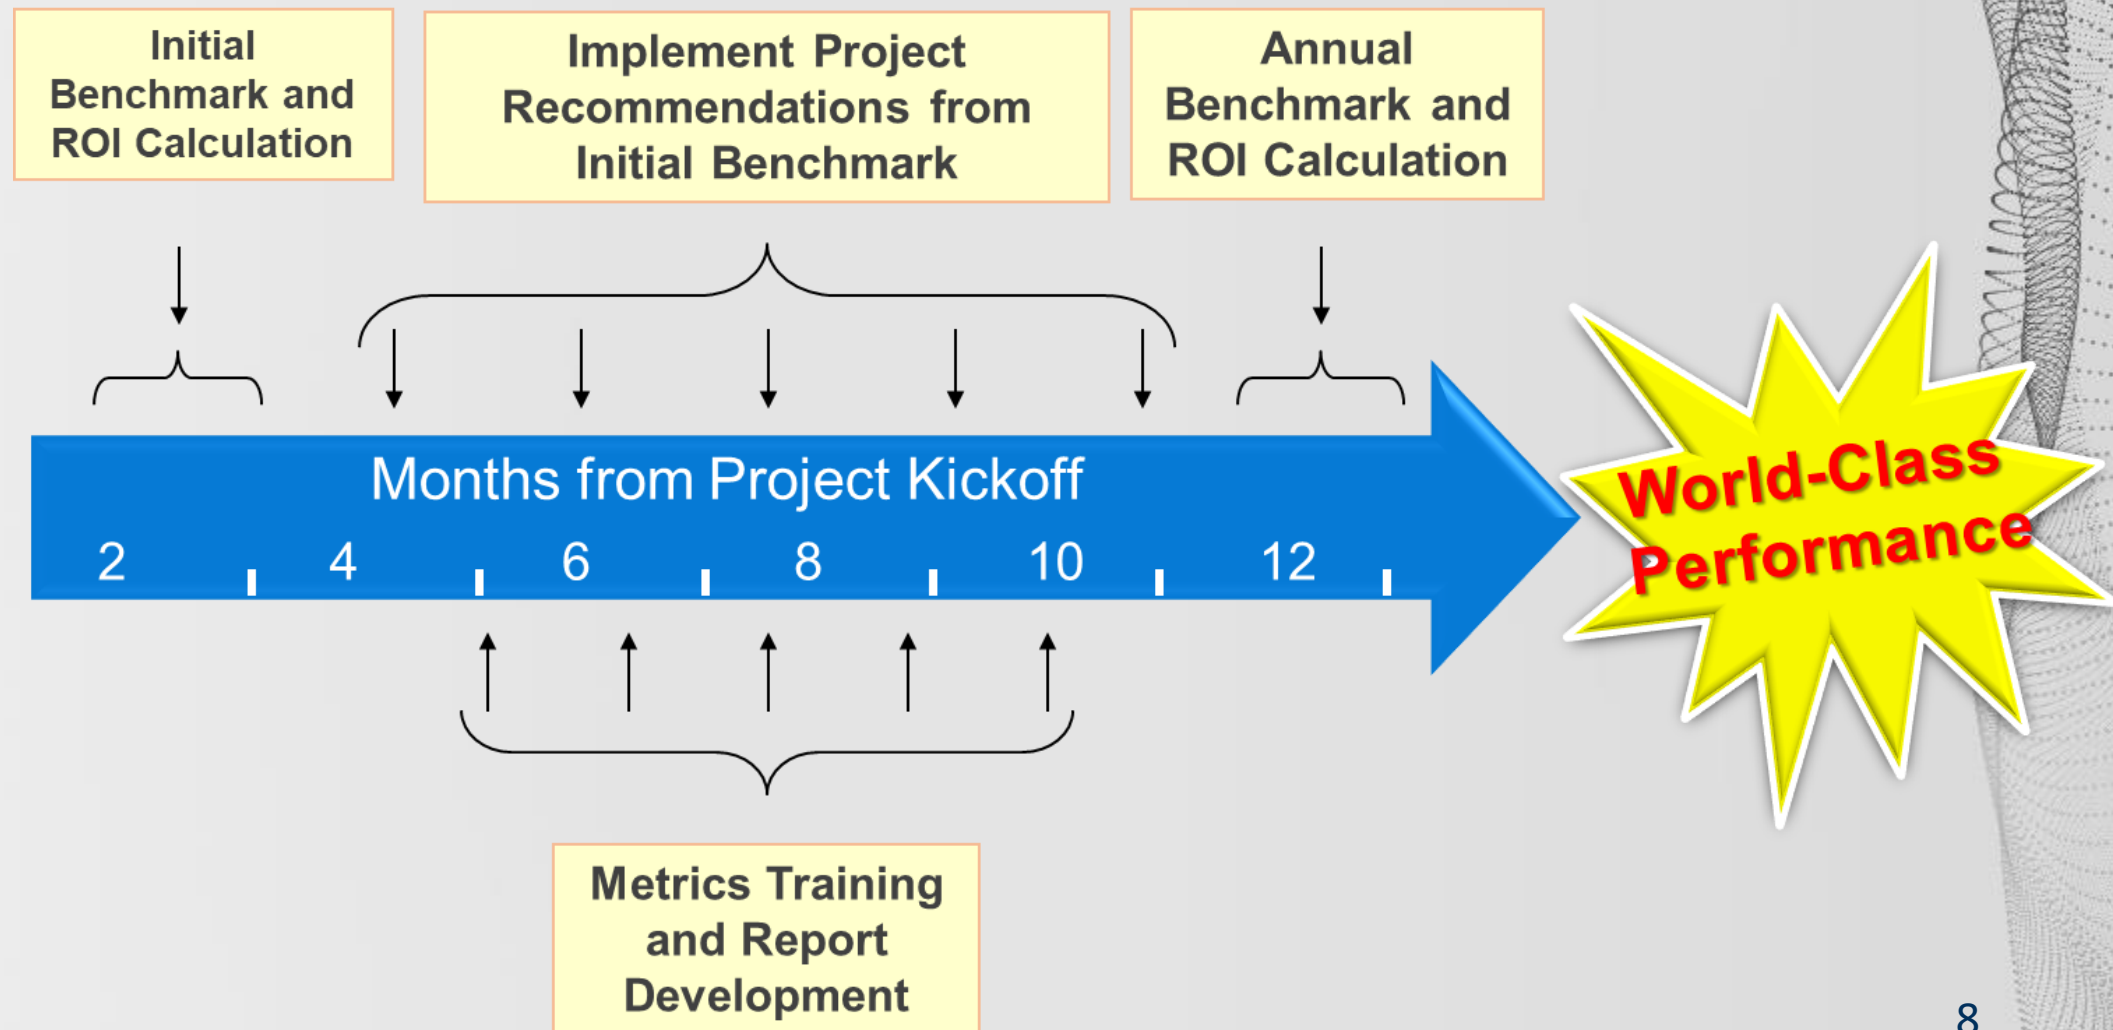 Initial
Benchmark and
ROI Calculation
Implement Project
Recommendations from
Initial Benchmark
Annual
Benchmark and
ROI Calculation
Months from Project Kickoff
2 4 6 8 10 12
World-Class
Performance
Metrics Training
and Report
Development
8